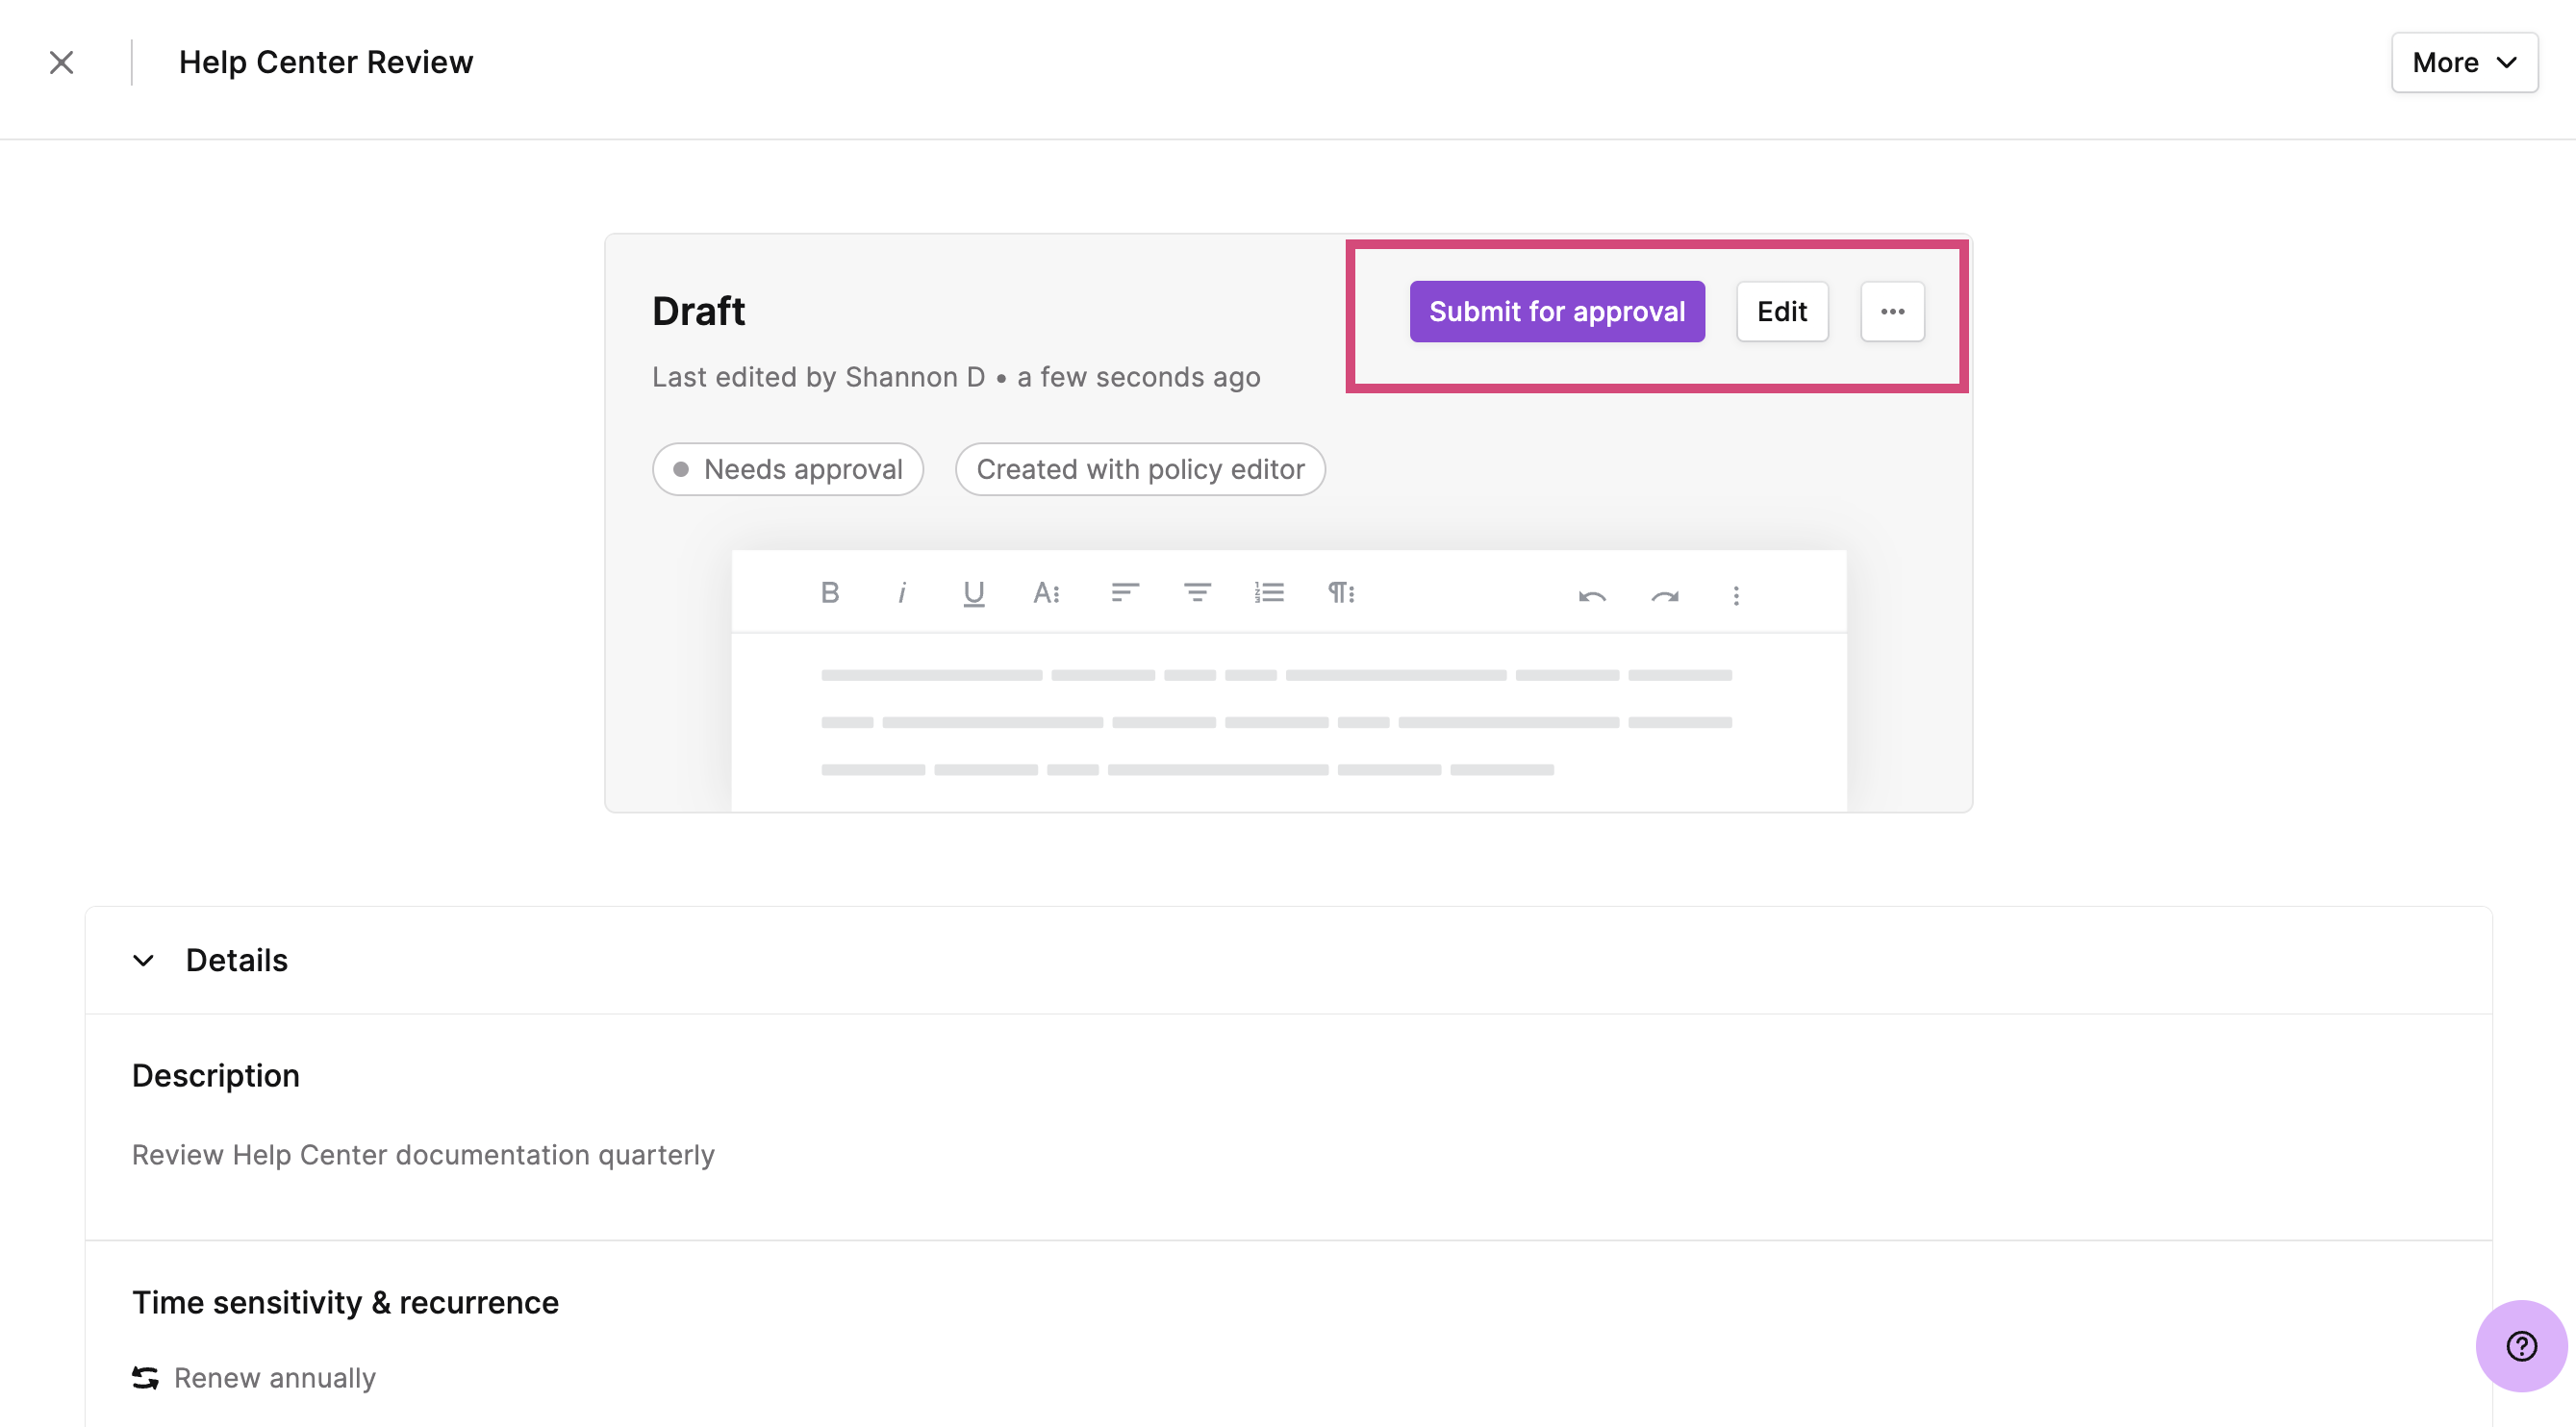 Help Center Review
More
Draft
Submit for approval
Edit
Last edited by Shannon D • a few seconds ago
Needs approval
Created with policy editor
B i U A
Details
Description
Review Help Center documentation quarterly
Time sensitivity & recurrence
Renew annually